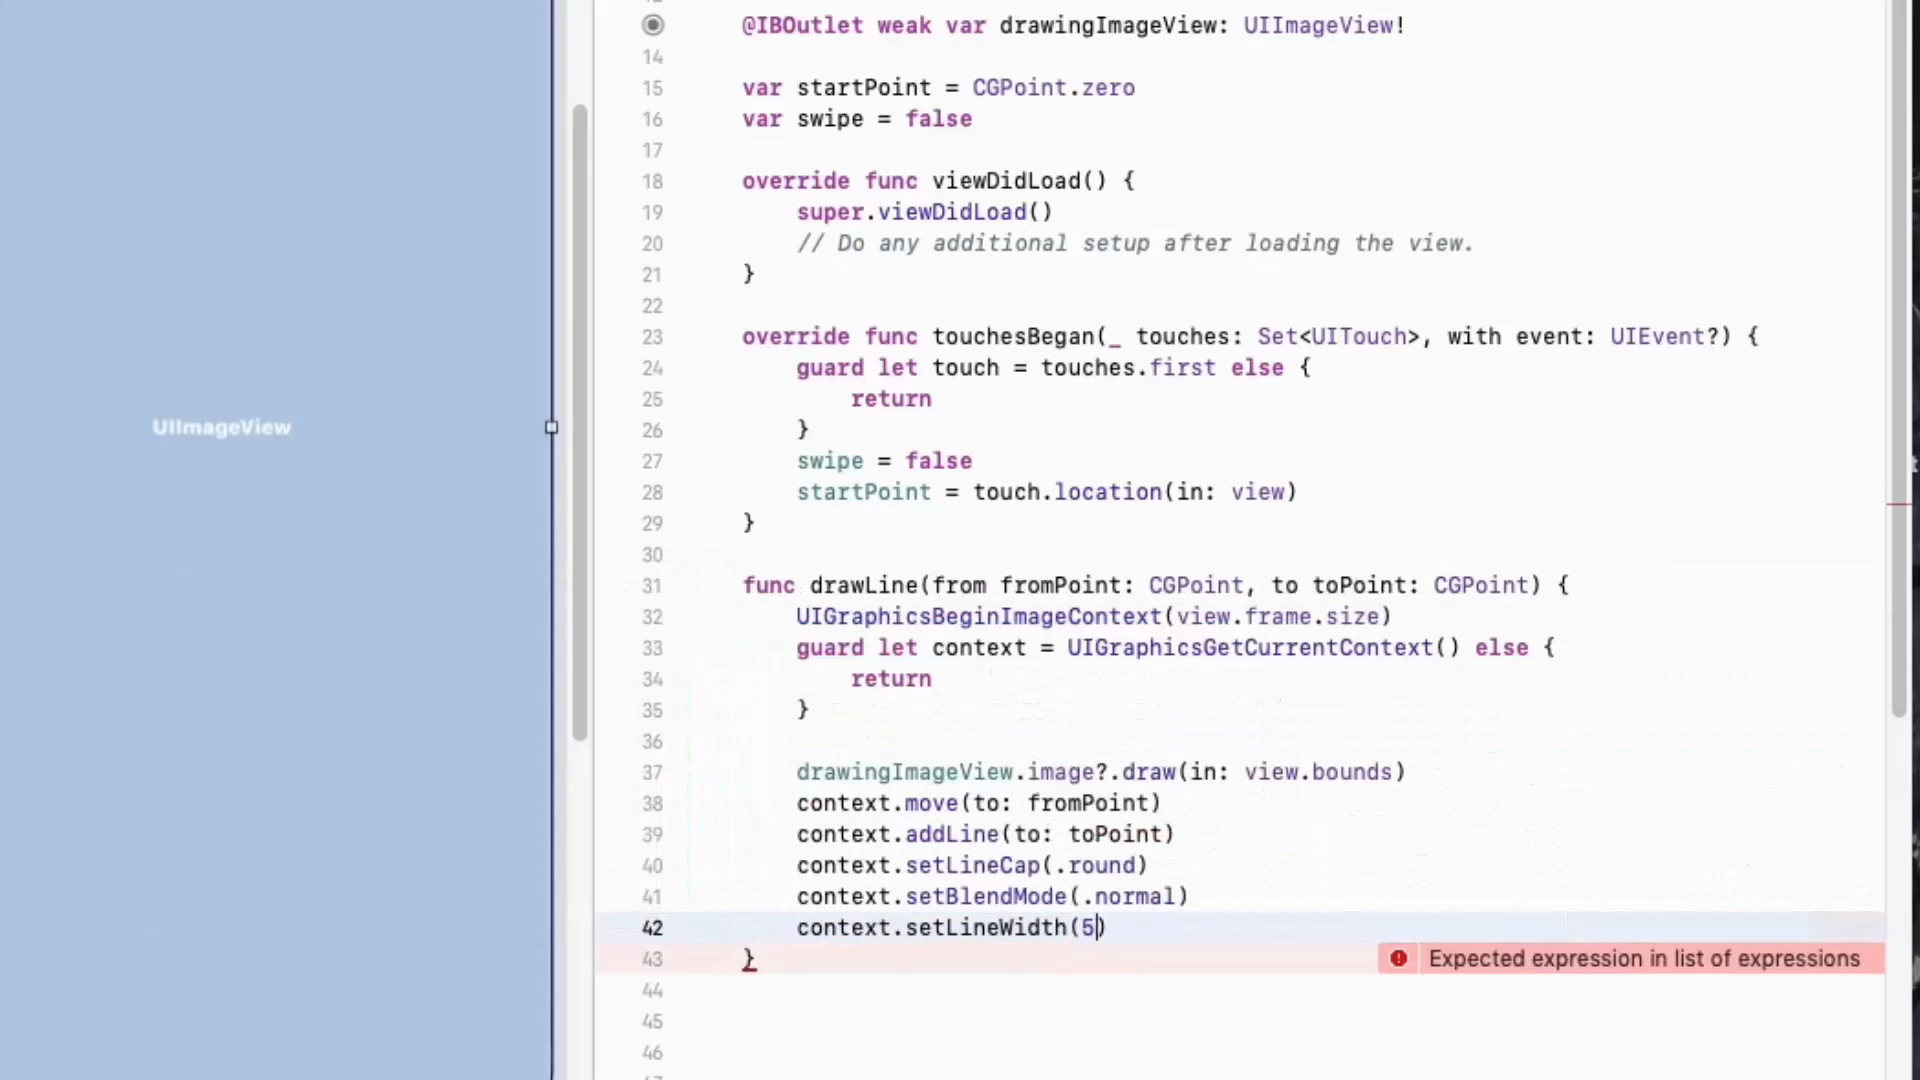 @IBOutlet weak var drawingImageView: UIImageView!
14
15 var startPoint = CGPoint.zero
16 var swipe = false
17
18 override func viewDidLoad() {
19 super.viewDidLoad()
20 // Do any additional setup after loading the view.
21 }
22
23 override func touchesBegan(_ touches: Set<UITouch>, with event: UIEvent?) {
24 guard let touch = touches.first else {
25 return
26 }
UIImageView
27 swipe = false
28 startPoint = touch.location(in: view)
29 }
30
31 func drawLine(from fromPoint: CGPoint, to toPoint: CGPoint) {
32 UIGraphicsBeginImageContext(view.frame.size)
33 guard let context = UIGraphicsGetCurrentContext() else {
34 return
35 }
36
37 drawingImageView.image?.draw(in: view.bounds)
38 context.move(to: fromPoint)
39 context.addLine(to: toPoint)
40 context.setLineCap(.round)
41 context.setBlendMode(.normal)
42 context.setLineWidth(5)
43 } Expected expression in list of expressions
44
45
46